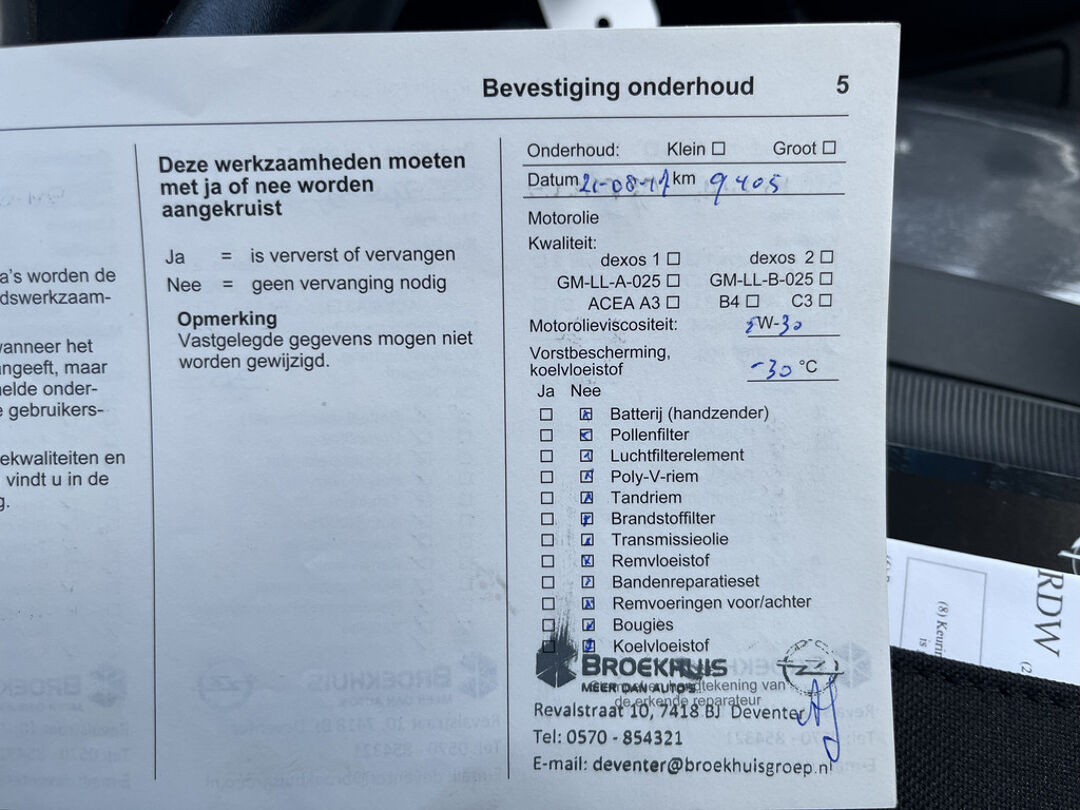 Bevestiging onderhoud 5
a's worden de
dswerkzaam-
vanneer het
angeeft, maar
nelde onder-
e gebruikers-
ekwaliteiten en
vindt u in de
g.
Deze werkzaamheden moeten
met ja of nee worden
aangekruist
Ja = is ververst of vervangen
Nee = geen vervanging nodig
Opmerking
Vastgelegde gegevens mogen niet
worden gewijzigd.
Onderhoud: Klein ☐ Groot ☐
Datum 21-08-17 km 9405
Motorolie
Kwaliteit:
dexos 1 ☐ dexos 2 ☐
GM-LL-A-025 ☐ GM-LL-B-025 ☐
ACEA A3 ☐ B4 ☐ C3 ☐
Motorolieviscositeit: 5W-30
Vorstbescherming,
koelvloeistof -30 °C
Ja Nee
☐ ☒ Batterij (handzender)
☐ ☒ Pollenfilter
☐ ☒ Luchtfilterelement
☐ ☒ Poly-V-riem
☐ ☒ Tandriem
☐ ☒ Brandstoffilter
☐ ☒ Transmissieolie
☐ ☒ Remvloeistof
☐ ☒ Bandenreparatieset
☐ ☒ Remvoeringen voor/achter
☐ ☒ Bougies
☐ ☒ Koelvloeistof
BROEKHUIS
MEER DAN AUTO'S
de erkende reparateur
Revalstraat 10, 7418 BJ Deventer
Tel: 0570 - 854321
E-mail: deventer@broekhuisgroep.nl
RDW